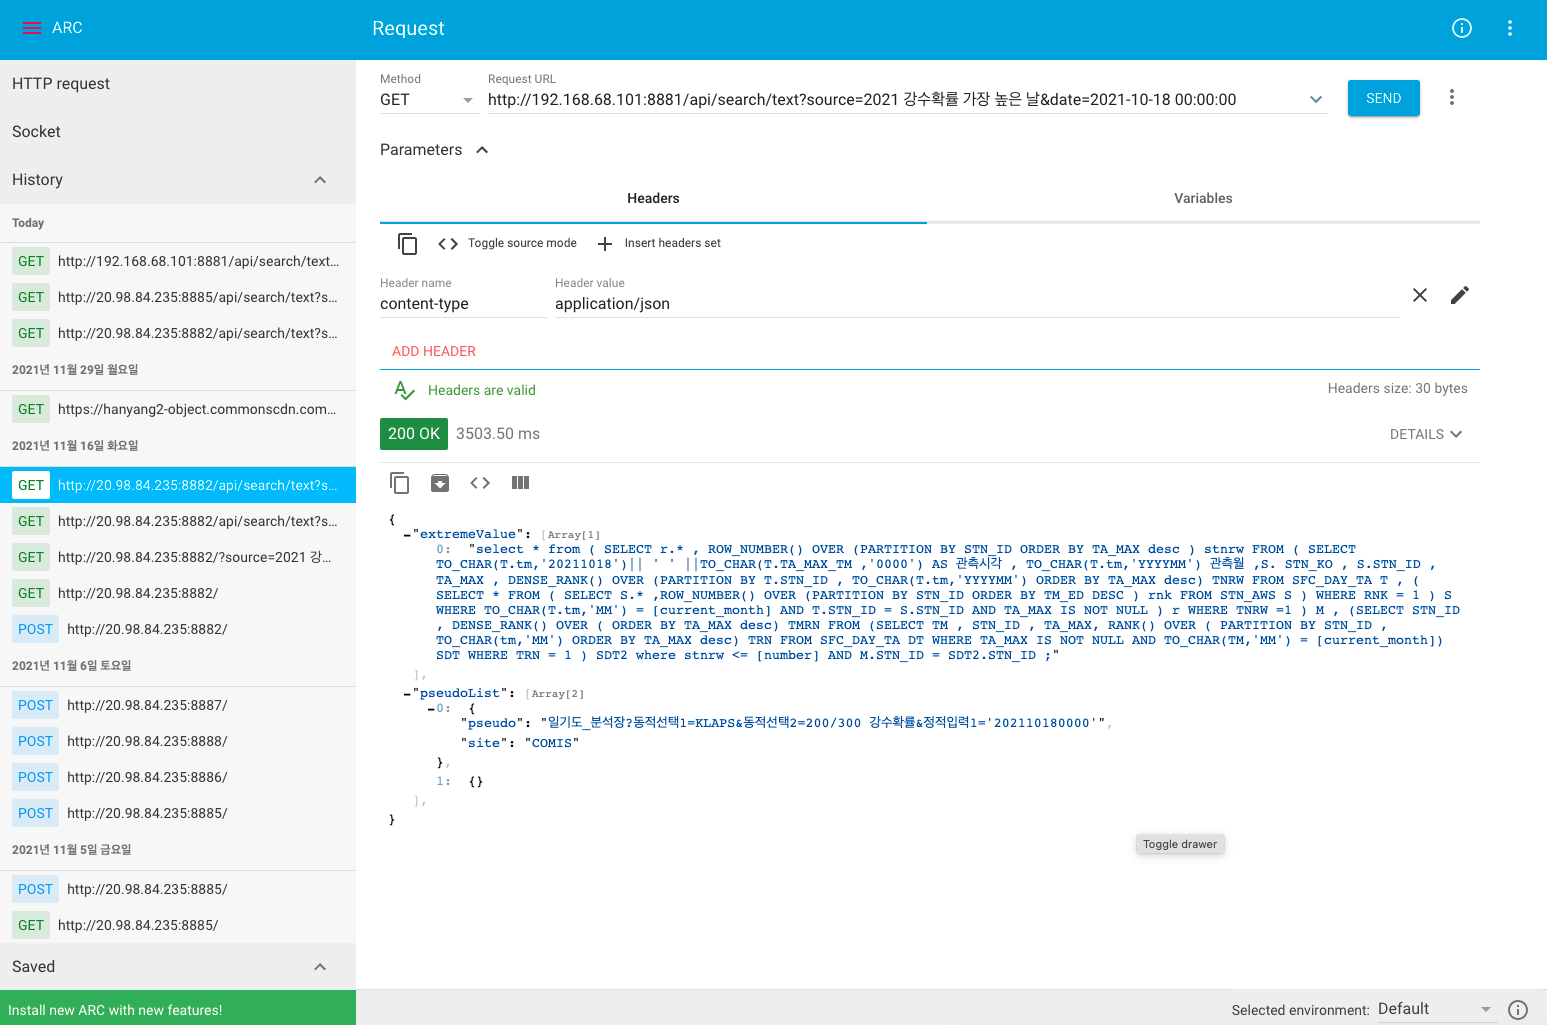 ARC
Request
HTTP request
Socket
History
Today
GET http://192.168.68.101:8881/api/search/text...
GET http://20.98.84.235:8885/api/search/text?s...
GET http://20.98.84.235:8882/api/search/text?s...
2021년 11월 29일 월요일
GET https://hanyang2-object.commonscdn.com...
2021년 11월 16일 화요일
GET http://20.98.84.235:8882/api/search/text?s...
GET http://20.98.84.235:8882/api/search/text?s...
GET http://20.98.84.235:8882/?source=2021 강...
GET http://20.98.84.235:8882/
POST http://20.98.84.235:8882/
2021년 11월 6일 토요일
POST http://20.98.84.235:8887/
POST http://20.98.84.235:8888/
POST http://20.98.84.235:8886/
POST http://20.98.84.235:8885/
2021년 11월 5일 금요일
POST http://20.98.84.235:8885/
GET http://20.98.84.235:8885/
Saved
Install new ARC with new features!
Method
Request URL
GET
http://192.168.68.101:8881/api/search/text?source=2021 강수확률 가장 높은 날&date=2021-10-18 00:00:00
SEND
Parameters
Headers
Variables
Toggle source mode
Insert headers set
Header name
Header value
content-type
application/json
ADD HEADER
Headers are valid
Headers size: 30 bytes
200 OK 3503.50 ms
DETAILS
{
"extremeValue": [Array[1]
0: "select * from ( SELECT r.* , ROW_NUMBER() OVER (PARTITION BY STN_ID ORDER BY TA_MAX desc ) stnrw FROM ( SELECT
TO_CHAR(T.tm,'20211018')|| ' ' ||TO_CHAR(T.TA_MAX_TM ,'0000') AS 관측시각 , TO_CHAR(T.tm,'YYYYMM') 관측월 ,S. STN_KO , S.STN_ID ,
TA_MAX , DENSE_RANK() OVER (PARTITION BY T.STN_ID , TO_CHAR(T.tm,'YYYYMM') ORDER BY TA_MAX desc) TNRW FROM SFC_DAY_TA T , (
SELECT * FROM ( SELECT S.* ,ROW_NUMBER() OVER (PARTITION BY STN_ID ORDER BY TM_ED DESC ) rnk FROM STN_AWS S ) WHERE RNK = 1 ) S
WHERE TO_CHAR(T.tm,'MM') = [current_month] AND T.STN_ID = S.STN_ID AND TA_MAX IS NOT NULL ) r WHERE TNRW =1 ) M , (SELECT STN_ID
, DENSE_RANK() OVER ( ORDER BY TA_MAX desc) TMRN FROM (SELECT TM , STN_ID , TA_MAX, RANK() OVER ( PARTITION BY STN_ID ,
TO_CHAR(tm,'MM') ORDER BY TA_MAX desc) TRN FROM SFC_DAY_TA DT WHERE TA_MAX IS NOT NULL AND TO_CHAR(TM,'MM') = [current_month])
SDT WHERE TRN = 1 ) SDT2 where stnrw <= [number] AND M.STN_ID = SDT2.STN_ID ;"
],
"pseudoList": [Array[2]
0: {
"pseudo": "일기도_분석장?동적선택1=KLAPS&동적선택2=200/300 강수확률&정적입력1='202110180000'",
"site": "COMIS"
},
1: {}
],
}
Toggle drawer
Selected environment: Default